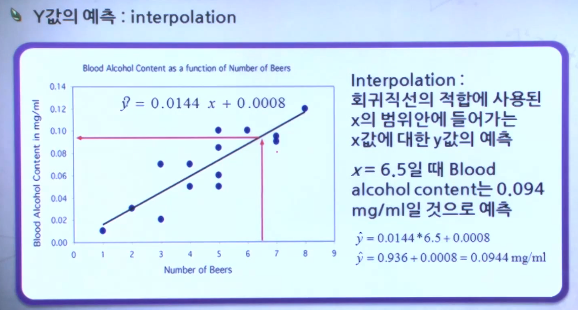 Y값의 예측 : interpolation
Blood Alcohol Content as a function of Number of Beers
Blood Alcohol Content in mg/ml
0.14
0.12
0.10
0.08
0.06
0.04
0.02
0.00
ŷ = 0.0144 x + 0.0008
0 1 2 3 4 5 6 7 8 9
Number of Beers
Interpolation :
회귀직선의 적합에 사용된
x의 범위안에 들어가는
x값에 대한 y값의 예측
x= 6.5일 때 Blood
alcohol content는 0.094
mg/ml일 것으로 예측
ŷ = 0.0144*6.5+0.0008
ŷ = 0.936+0.0008 = 0.0944 mg/ml